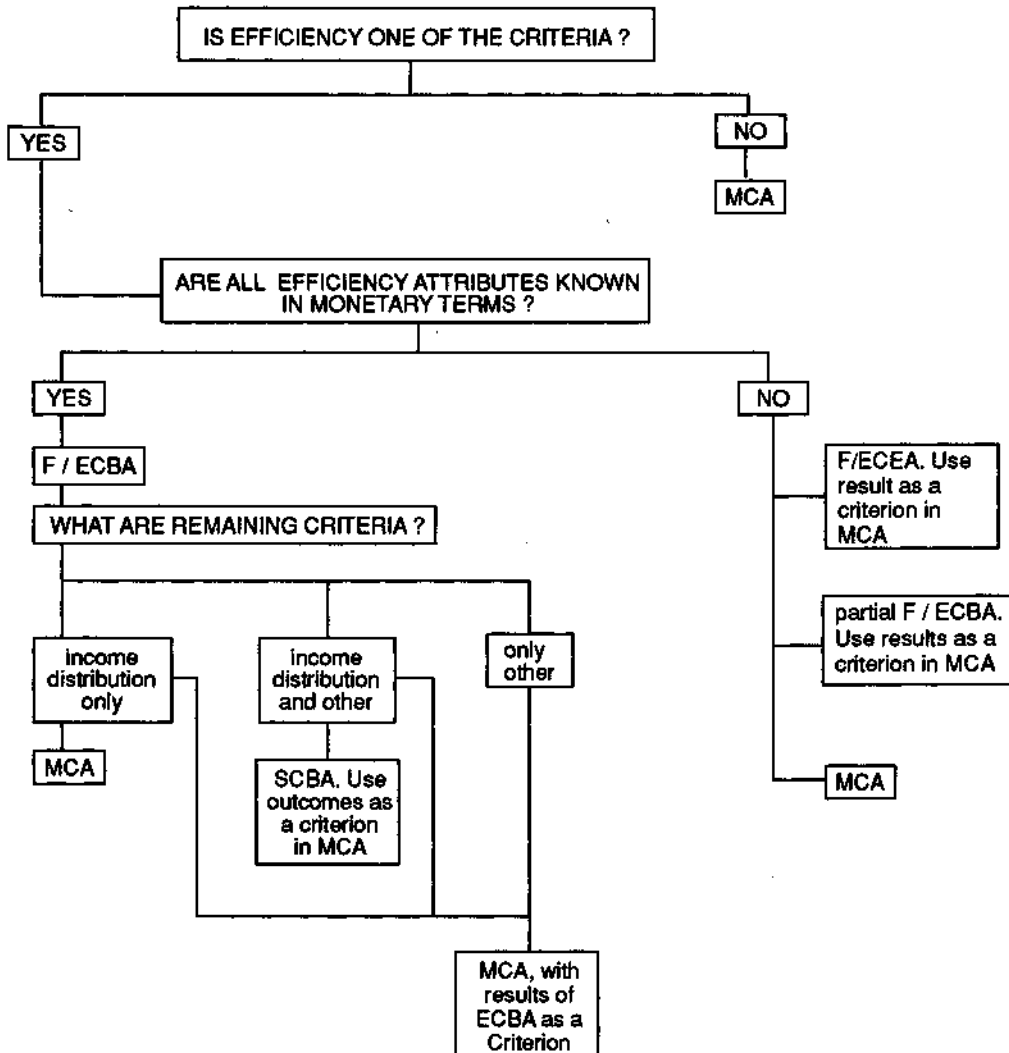 IS EFFICIENCY ONE OF THE CRITERIA ?
YES
NO
MCA
ARE ALL EFFICIENCY ATTRIBUTES KNOWN
IN MONETARY TERMS ?
YES
NO
F / ECBA
WHAT ARE REMAINING CRITERIA ?
F/ECEA. Use
result as a
criterion in
MCA
partial F / ECBA.
Use results as a
criterion in MCA
MCA
income
distribution
only
income
distribution
and other
only
other
MCA
SCBA. Use
outcomes as
a criterion
in MCA
MCA, with
results of
ECBA as a
Criterion